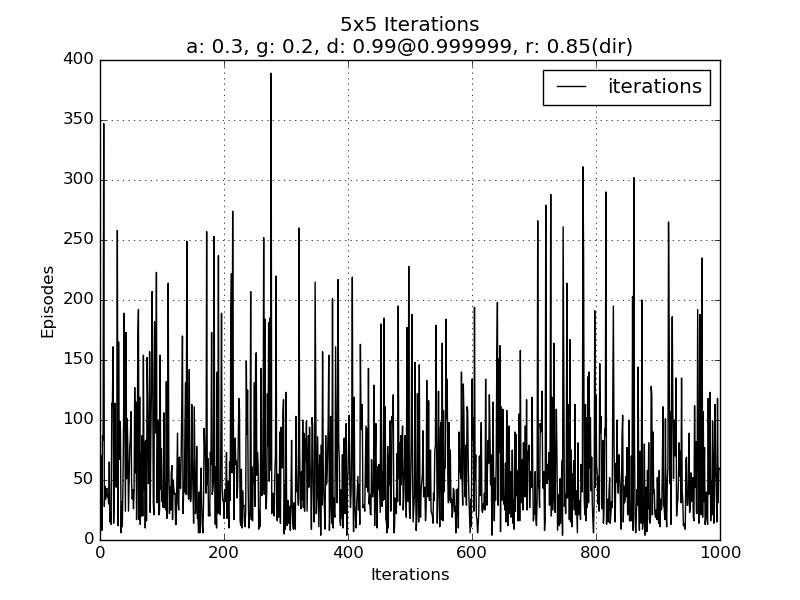 5x5 Iterations
a: 0.3, g: 0.2, d: 0.99@0.999999, r: 0.85(dir)
400
350
300
250
200
150
100
50
0
Episodes
iterations
0 200 400 600 800 1000
Iterations